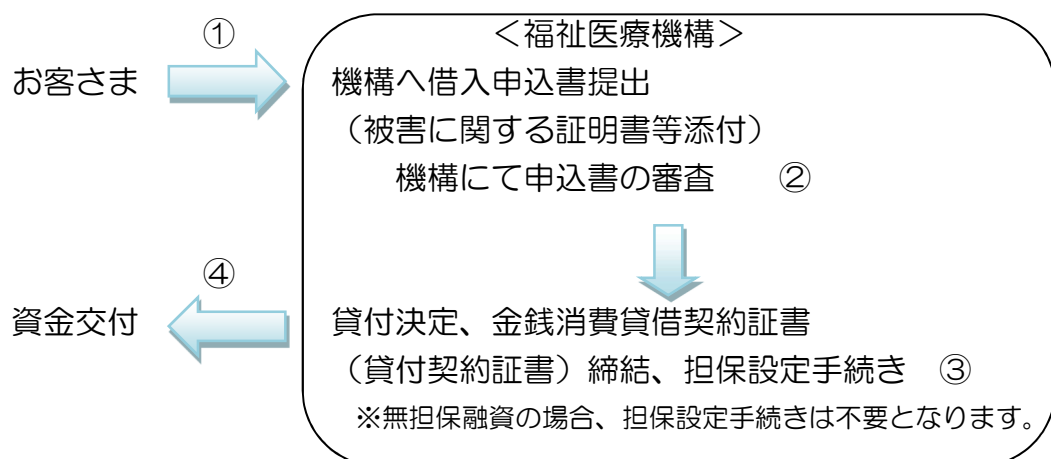 ①
＜福祉医療機構＞
お客さま
機構へ借入申込書提出
（被害に関する証明書等添付）
機構にて申込書の審査　②
④
資金交付
貸付決定、金銭消費貸借契約証書
（貸付契約証書）締結、担保設定手続き　③
※無担保融資の場合、担保設定手続きは不要となります。